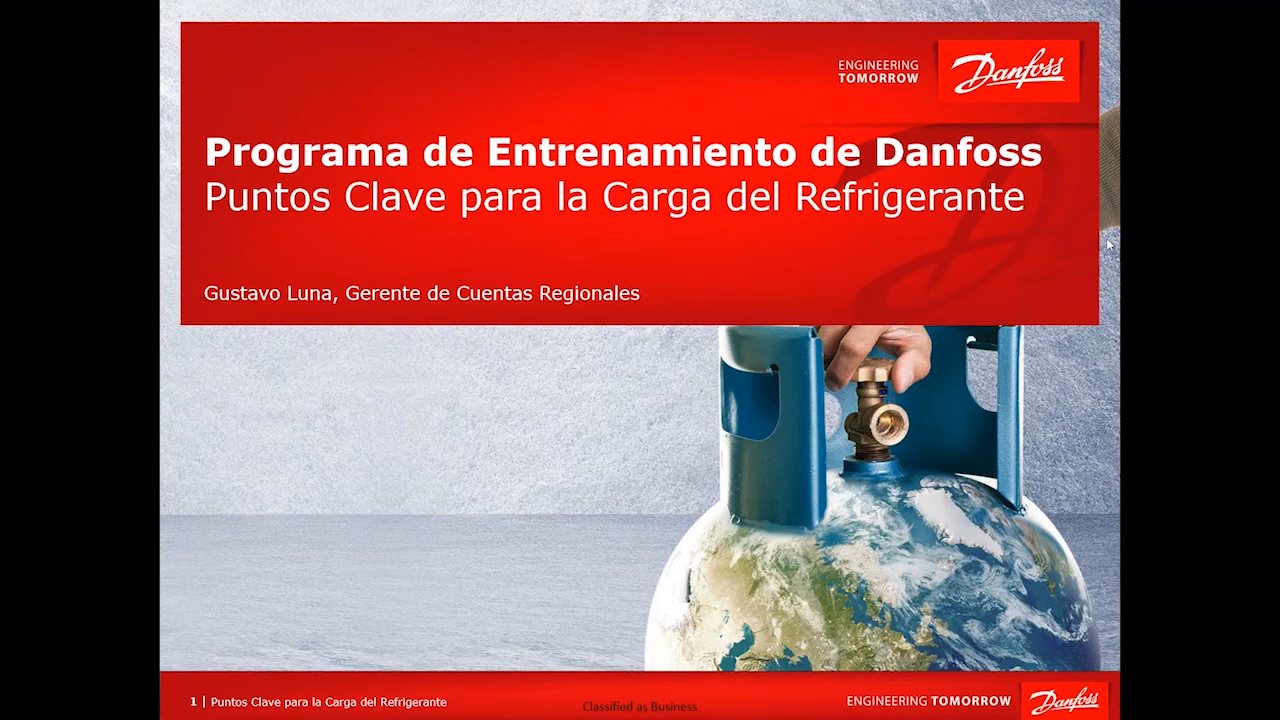 ENGINEERING
TOMORROW
Danfoss
Programa de Entrenamiento de Danfoss
Puntos Clave para la Carga del Refrigerante
Gustavo Luna, Gerente de Cuentas Regionales
1 | Puntos Clave para la Carga del Refrigerante
Classified as Business
ENGINEERING TOMORROW
Danfoss